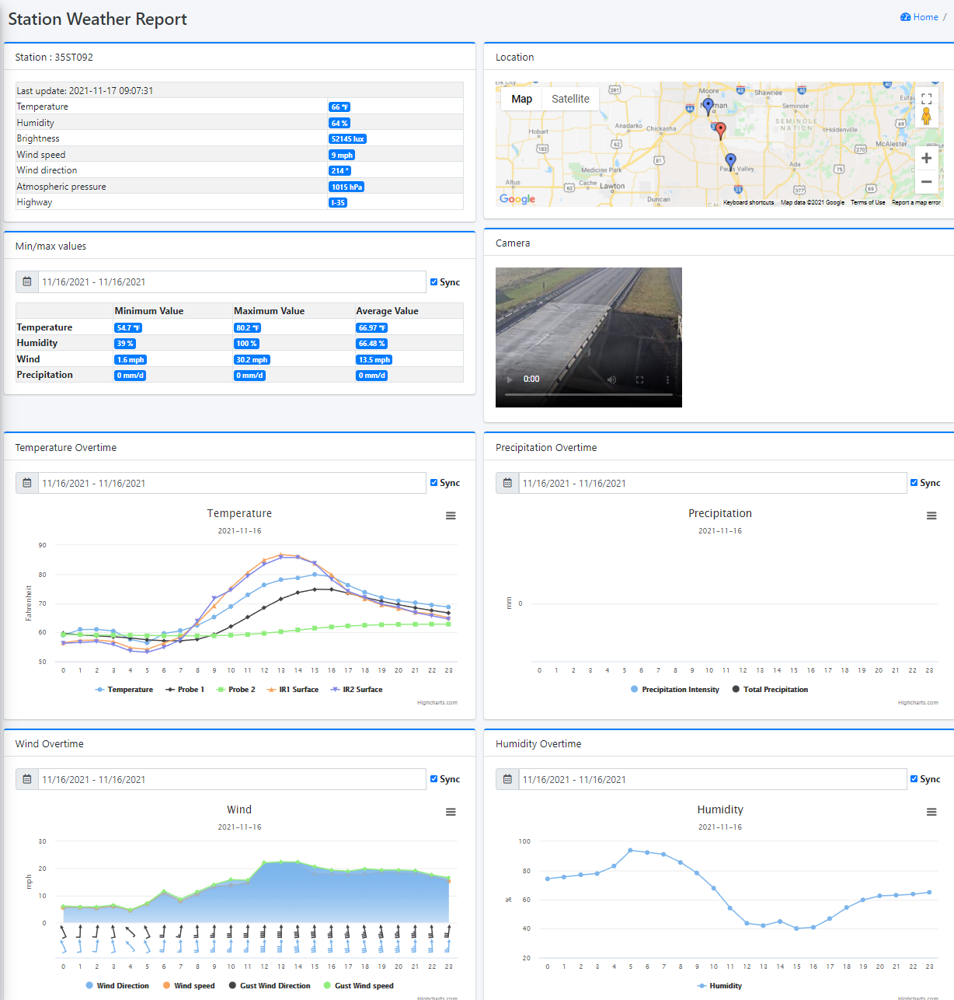 Station Weather Report
Home /
Station : 35ST092
Last update: 2021-11-17 09:07:31
Temperature 66 °F
Humidity 64 %
Brightness 52145 lux
Wind speed 9 mph
Wind direction 214 °
Atmospheric pressure 1015 hPa
Highway I-35
Location
Map Satellite
Moore
Shawnee
Seminole
SEMINOLE
NATION
Holdenville
McAlester
Anadarko
Chickasha
Hobart
Medicine Park
Cache
Lawton
Altus
Duncan
Ada
281
40
40
40
44
69
183
62
81
270
75
62
35
377
69
Google
Keyboard shortcuts Map data ©2021 Google Terms of Use Report a map error
Min/max values
11/16/2021 - 11/16/2021 Sync
Minimum Value Maximum Value Average Value
Temperature 54.7 °F 80.2 °F 66.97 °F
Humidity 39 % 100 % 66.48 %
Wind 1.6 mph 30.2 mph 13.5 mph
Precipitation 0 mm/d 0 mm/d 0 mm/d
Camera
0:00
Temperature Overtime
11/16/2021 - 11/16/2021 Sync
Temperature
2021-11-16
Fahrenheit
90
80
70
60
50
0 1 2 3 4 5 6 7 8 9 10 11 12 13 14 15 16 17 18 19 20 21 22 23
Temperature Probe 1 Probe 2 IR1 Surface IR2 Surface
Highcharts.com
Precipitation Overtime
11/16/2021 - 11/16/2021 Sync
Precipitation
2021-11-16
mm
0
0 1 2 3 4 5 6 7 8 9 10 11 12 13 14 15 16 17 18 19 20 21 22 23
Precipitation Intensity Total Precipitation
Highcharts.com
Wind Overtime
11/16/2021 - 11/16/2021 Sync
Wind
2021-11-16
mph
30
20
10
0
0 1 2 3 4 5 6 7 8 9 10 11 12 13 14 15 16 17 18 19 20 21 22 23
Wind Direction Wind speed Gust Wind Direction Gust Wind speed
Highcharts.com
Humidity Overtime
11/16/2021 - 11/16/2021 Sync
Humidity
2021-11-16
%
100
80
60
40
20
0 1 2 3 4 5 6 7 8 9 10 11 12 13 14 15 16 17 18 19 20 21 22 23
Humidity
Highcharts.com